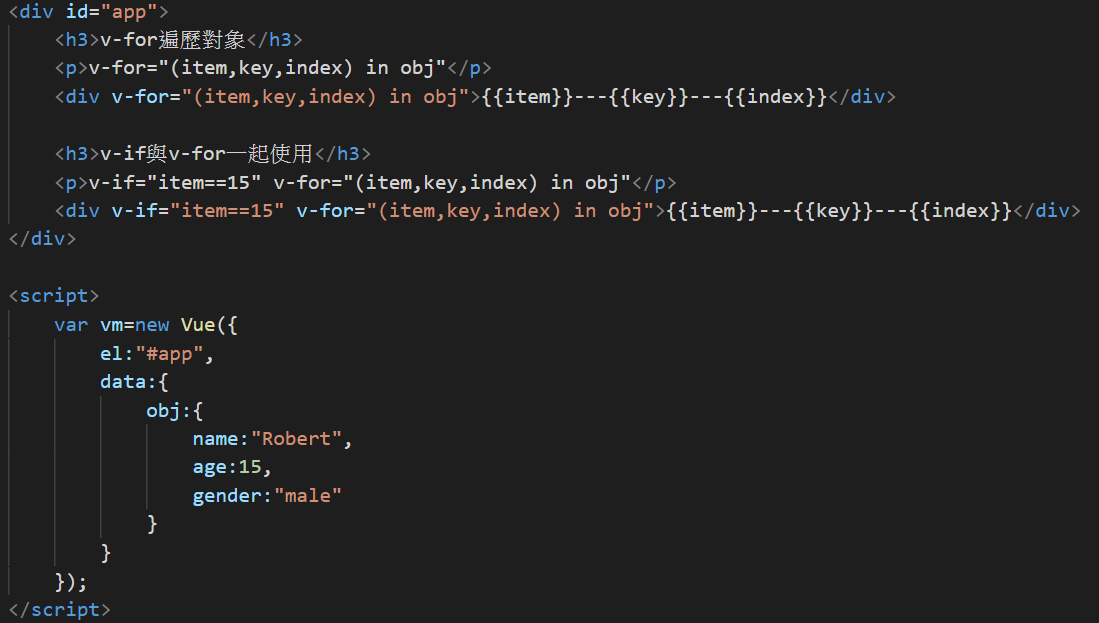 <div id="app">
    <h3>v-for遍歷對象</h3>
    <p>v-for="(item,key,index) in obj"</p>
    <div v-for="(item,key,index) in obj">{{item}}---{{key}}---{{index}}</div>
    <h3>v-if與v-for一起使用</h3>
    <p>v-if="item==15" v-for="(item,key,index) in obj"</p>
    <div v-if="item==15" v-for="(item,key,index) in obj">{{item}}---{{key}}---{{index}}</div>
</div>
<script>
    var vm=new Vue({
        el:"#app",
        data:{
            obj:{
                name:"Robert",
                age:15,
                gender:"male"
            }
        }
    });
</script>